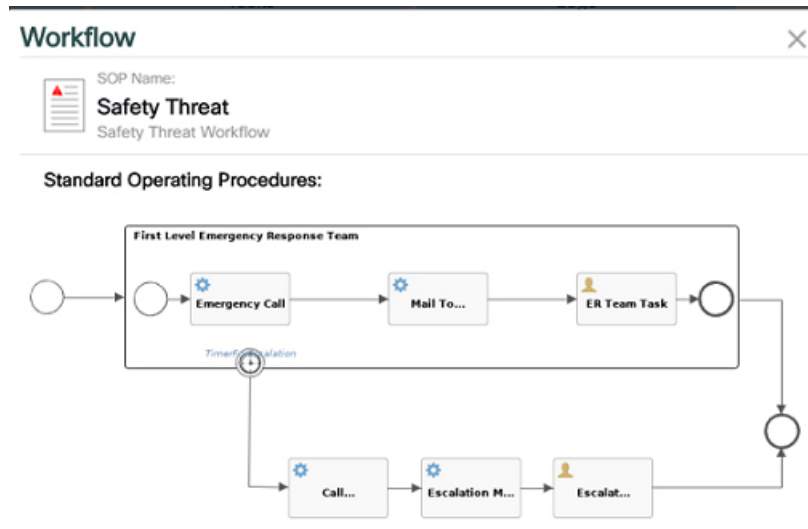 Workflow
SOP Name:
Safety Threat
Safety Threat Workflow
Standard Operating Procedures:
First Level Emergency Response Team
Emergency Call
Mail To...
ER Team Task
Call...
Escalation M...
Escalat...